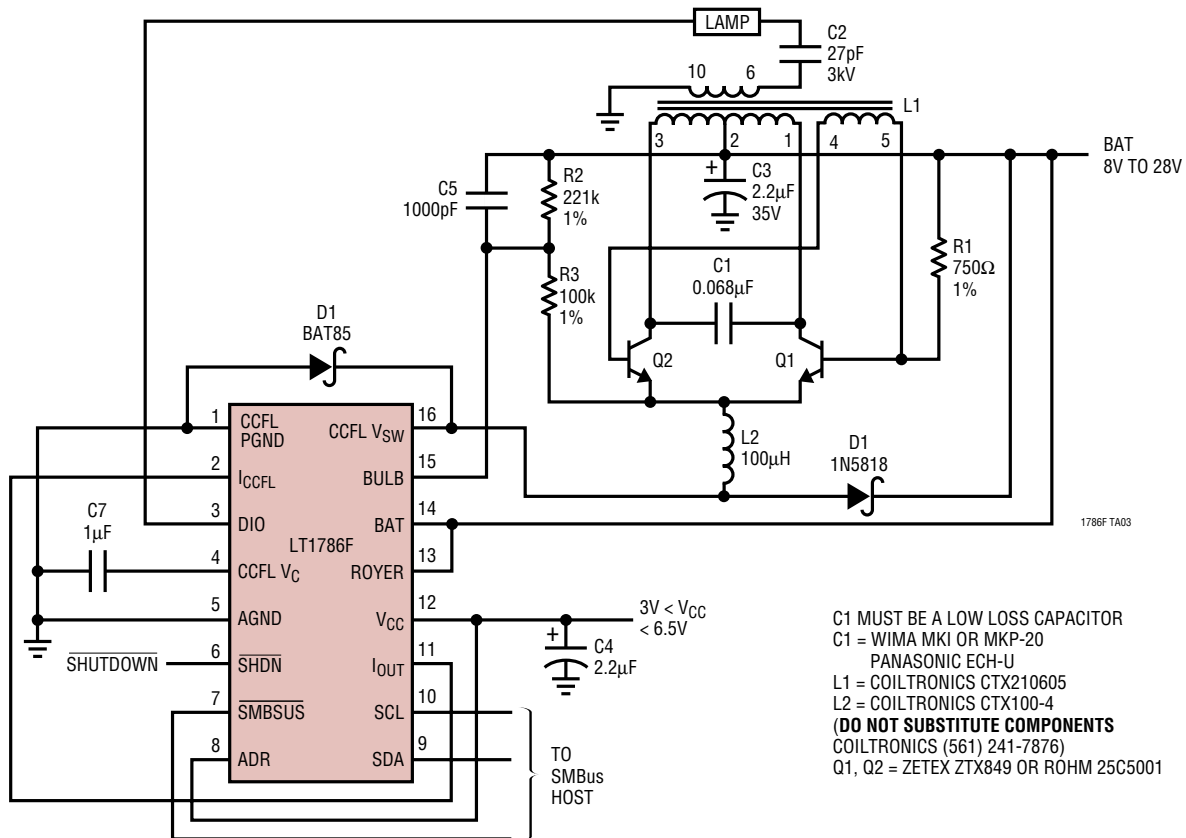 LAMP
C2
27pF
3kV
10
6
L1
3
2
1
4
5
BAT
8V TO 28V
C5
1000pF
R2
221k
1%
+
C3
2.2µF
35V
R1
750Ω
1%
R3
100k
1%
C1
0.068µF
D1
BAT85
Q2
Q1
L2
100µH
D1
1N5818
1786F TA03
1
CCFL
PGND
CCFL VSW
16
2
ICCFL
BULB
15
3
DIO
BAT
14
LT1786F
4
CCFL VC
ROYER
13
5
AGND
VCC
12
6
SHDN
IOUT
11
7
SMBSUS
SCL
10
8
ADR
SDA
9
C7
1µF
SHUTDOWN
3V < VCC
< 6.5V
+
C4
2.2µF
TO
SMBus
HOST
C1 MUST BE A LOW LOSS CAPACITOR
C1 = WIMA MKI OR MKP-20
PANASONIC ECH-U
L1 = COILTRONICS CTX210605
L2 = COILTRONICS CTX100-4
(DO NOT SUBSTITUTE COMPONENTS
COILTRONICS (561) 241-7876)
Q1, Q2 = ZETEX ZTX849 OR ROHM 25C5001